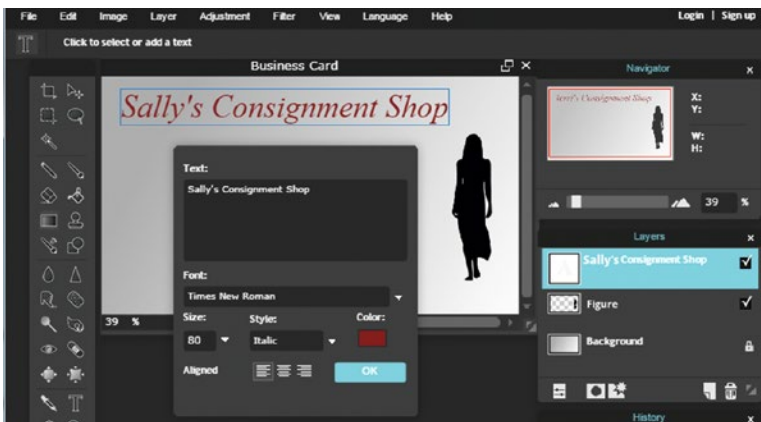 File Edit Image Layer Adjustment Filter View Language Help Login | Sign up
Click to select or add a text
Business Card
Sally's Consignment Shop
Text:
Sally's Consignment Shop
Font:
Times New Roman
Size: Style: Color:
80 Italic
Aligned OK
39 %
Navigator
X:
Y:
W:
H:
39 %
Layers
Sally's Consignment Shop
Figure
Background
History